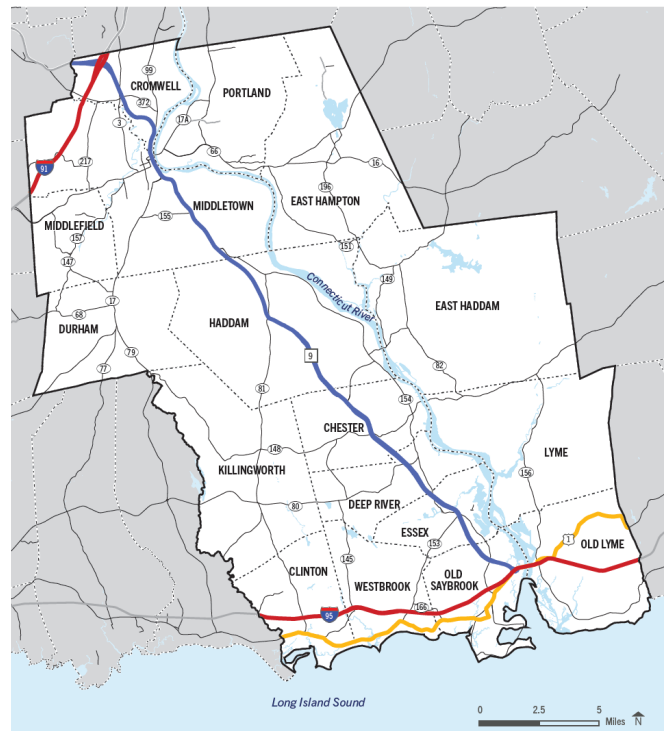 99
CROMWELL
PORTLAND
372
3
17A
66
16
217
91
196
MIDDLETOWN
EAST HAMPTON
155
MIDDLEFIELD
157
151
147
149
Connecticut River
17
68
EAST HADDAM
DURHAM
HADDAM
79
9
77
82
81
154
CHESTER
148
LYME
KILLINGWORTH
156
80
DEEP RIVER
ESSEX
1
153
OLD LYME
145
CLINTON
WESTBROOK
OLD
SAYBROOK
166
95
Long Island Sound
0 2.5 5
Miles N